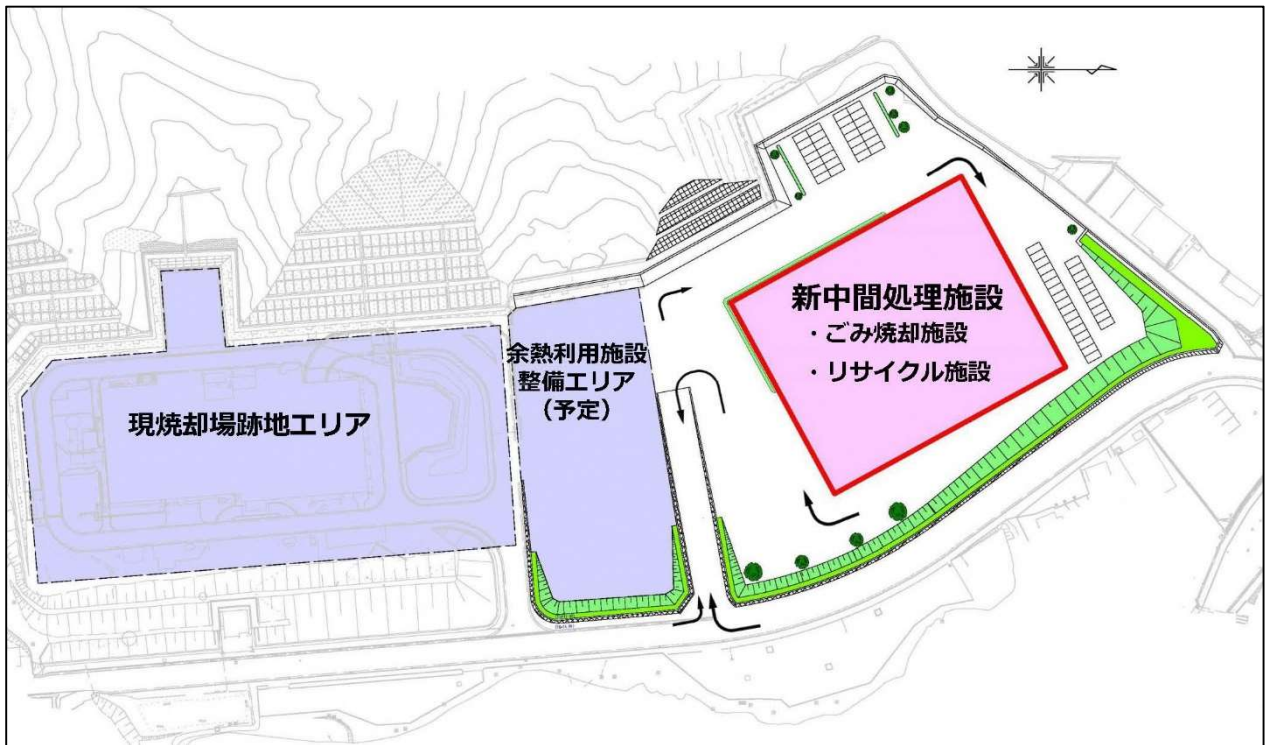 新中間処理施設
・ごみ焼却施設
・リサイクル施設
余熱利用施設
整備エリア
（予定）
現焼却場跡地エリア